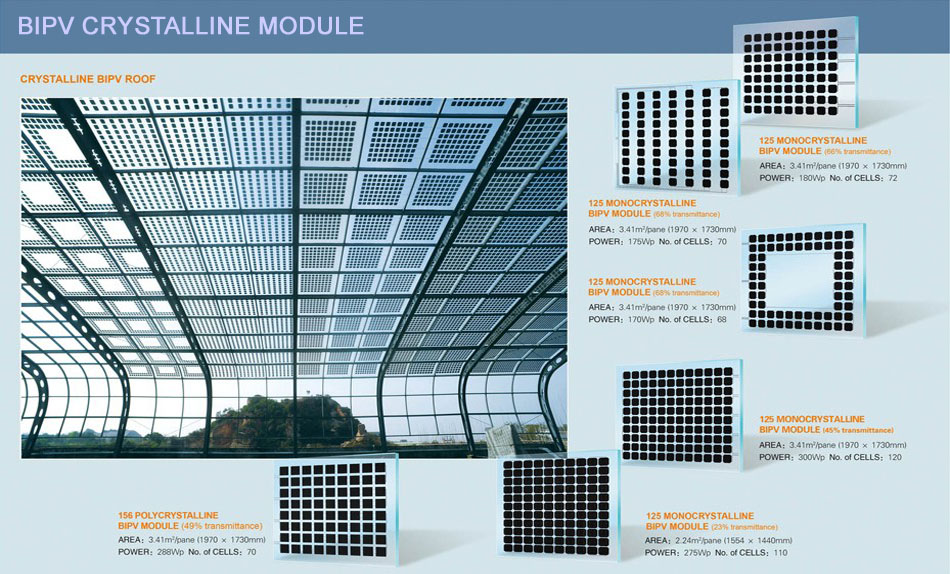 BIPV CRYSTALLINE MODULE
CRYSTALLINE BIPV ROOF
125 MONOCRYSTALLINE
BIPV MODULE (66% transmittance)
AREA: 3.41m²/pane (1970 × 1730mm)
POWER: 180Wp No. of CELLS: 72
125 MONOCRYSTALLINE
BIPV MODULE (68% transmittance)
AREA: 3.41m²/pane (1970 × 1730mm)
POWER: 175Wp No. of CELLS: 70
125 MONOCRYSTALLINE
BIPV MODULE (68% transmittance)
AREA: 3.41m²/pane (1970 × 1730mm)
POWER: 170Wp No. of CELLS: 68
125 MONOCRYSTALLINE
BIPV MODULE (45% transmittance)
AREA: 3.41m²/pane (1970 × 1730mm)
POWER: 300Wp No. of CELLS: 120
156 POLYCRYSTALLINE
BIPV MODULE (49% transmittance)
AREA: 3.41m²/pane (1970 × 1730mm)
POWER: 288Wp No. of CELLS: 70
125 MONOCRYSTALLINE
BIPV MODULE (23% transmittance)
AREA: 2.24m²/pane (1554 × 1440mm)
POWER: 275Wp No. of CELLS: 110